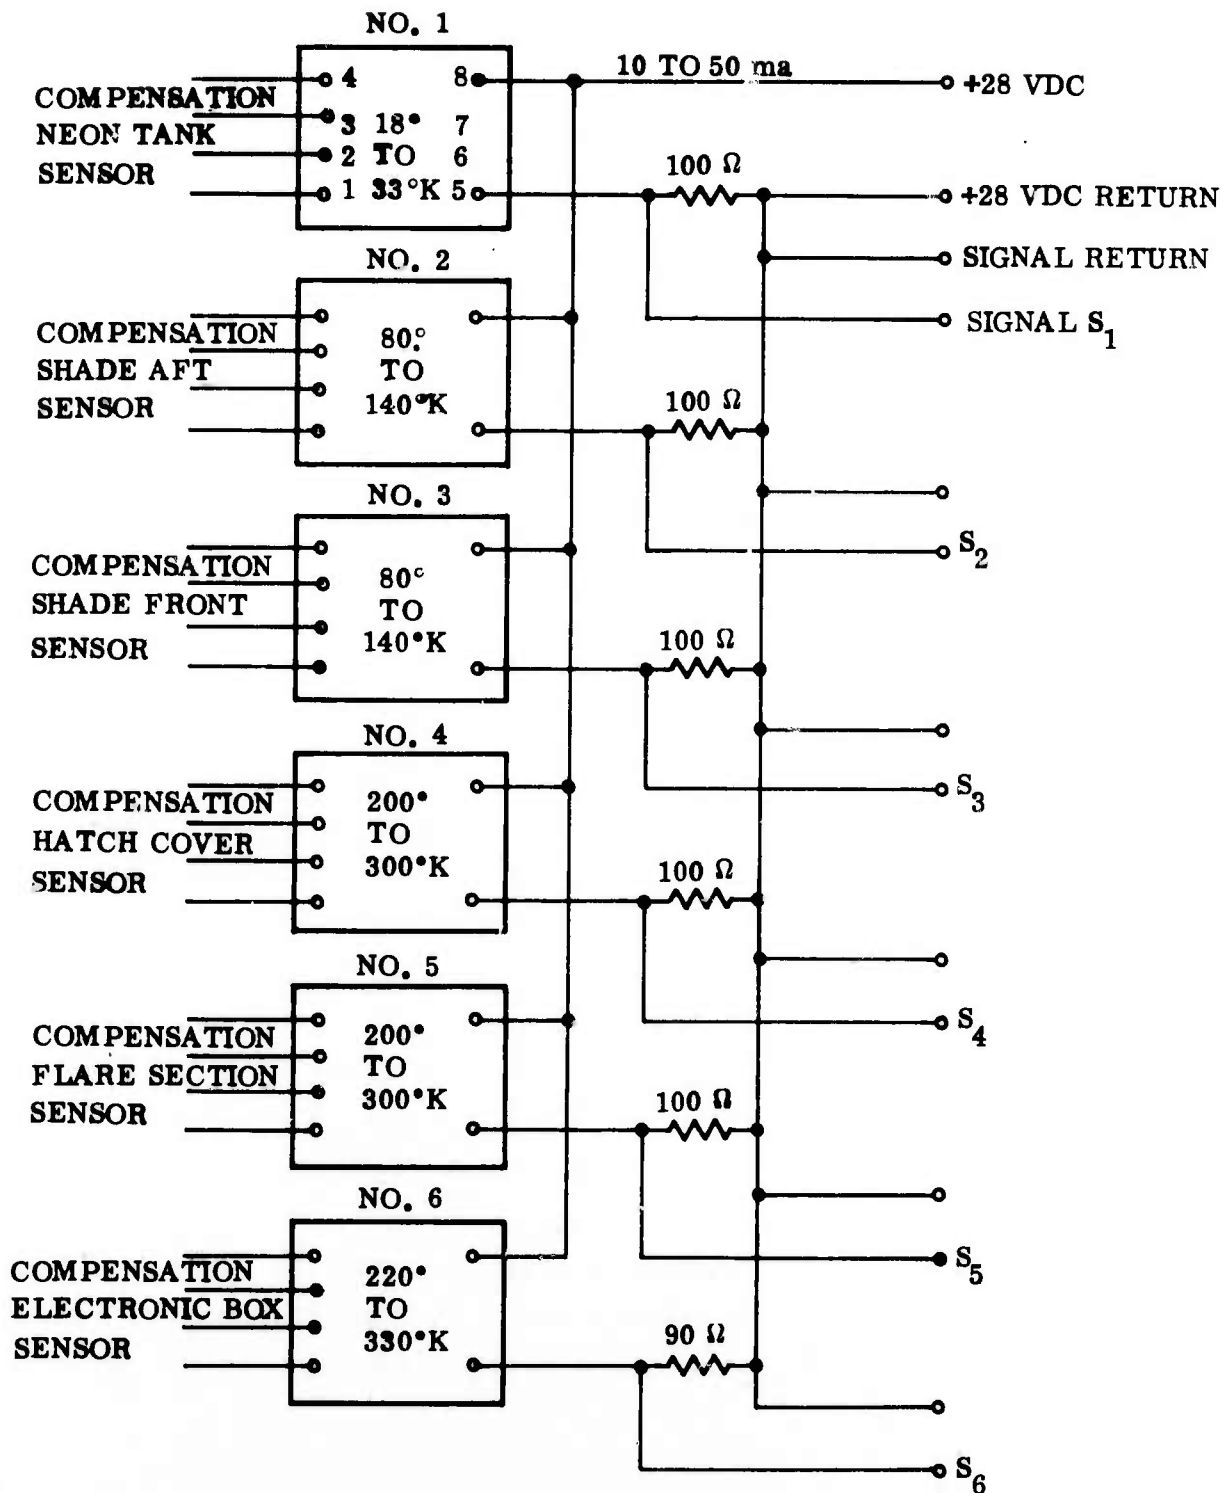 NO. 1
4 8 10 TO 50 ma +28 VDC
COMPENSATION
3 18° 7
NEON TANK
2 TO 6
SENSOR
1 33°K 5 100 Ω +28 VDC RETURN
SIGNAL RETURN
SIGNAL S1
NO. 2
COMPENSATION
SHADE AFT
SENSOR
80°
TO
140°K
100 Ω
S2
NO. 3
COMPENSATION
SHADE FRONT
SENSOR
80°
TO
140°K
100 Ω
S3
NO. 4
COMPENSATION
HATCH COVER
SENSOR
200°
TO
300°K
100 Ω
S4
NO. 5
COMPENSATION
FLARE SECTION
SENSOR
200°
TO
300°K
100 Ω
S5
NO. 6
COMPENSATION
ELECTRONIC BOX
SENSOR
220°
TO
330°K
90 Ω
S6